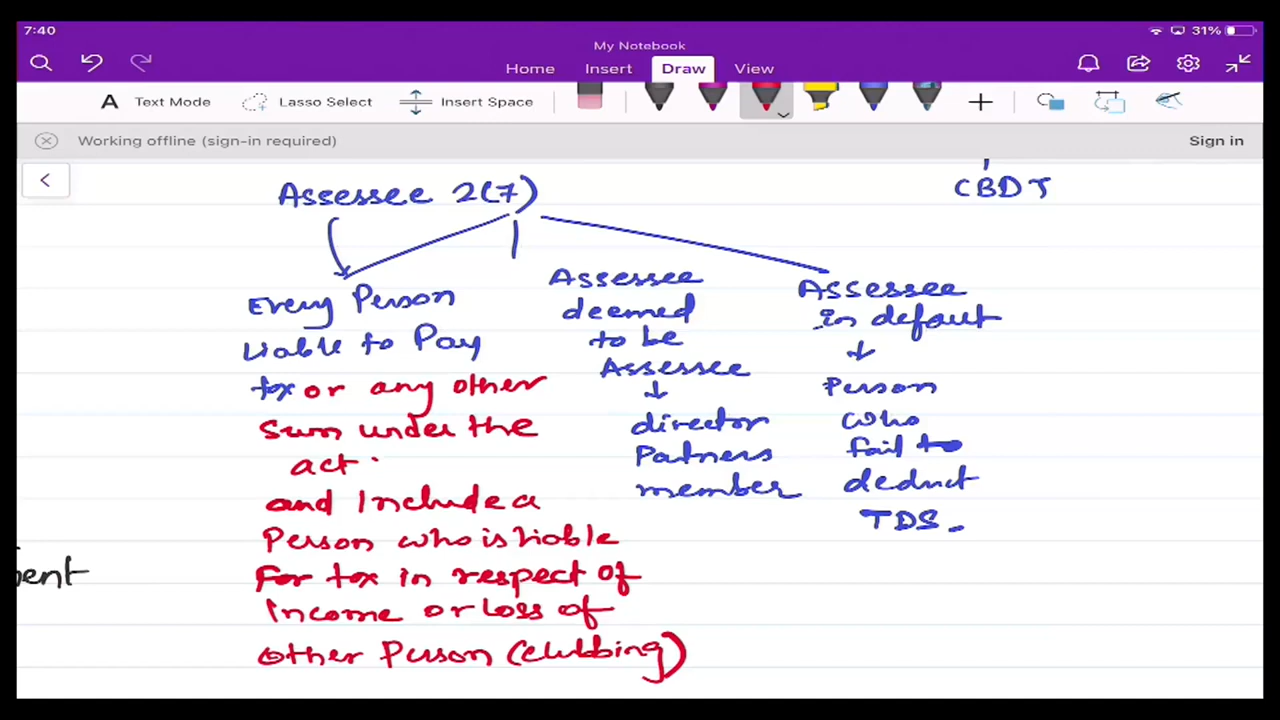 7:40
31%
My Notebook
Home Insert Draw View
Text Mode Lasso Select Insert Space
Working offline (sign-in required) Sign in
CBDT
Assessee 2(7)
Every Person
Liable to Pay
tax or any other
Sum under the
act.
and Include a
Person who is liable
For tax in respect of
Income or loss of
other Person (clubbing)
Assessee
deemed
to be
Assessee
director
Partners
member
Assessee
in defaut
Person
who
fail to
deduct
TDS.